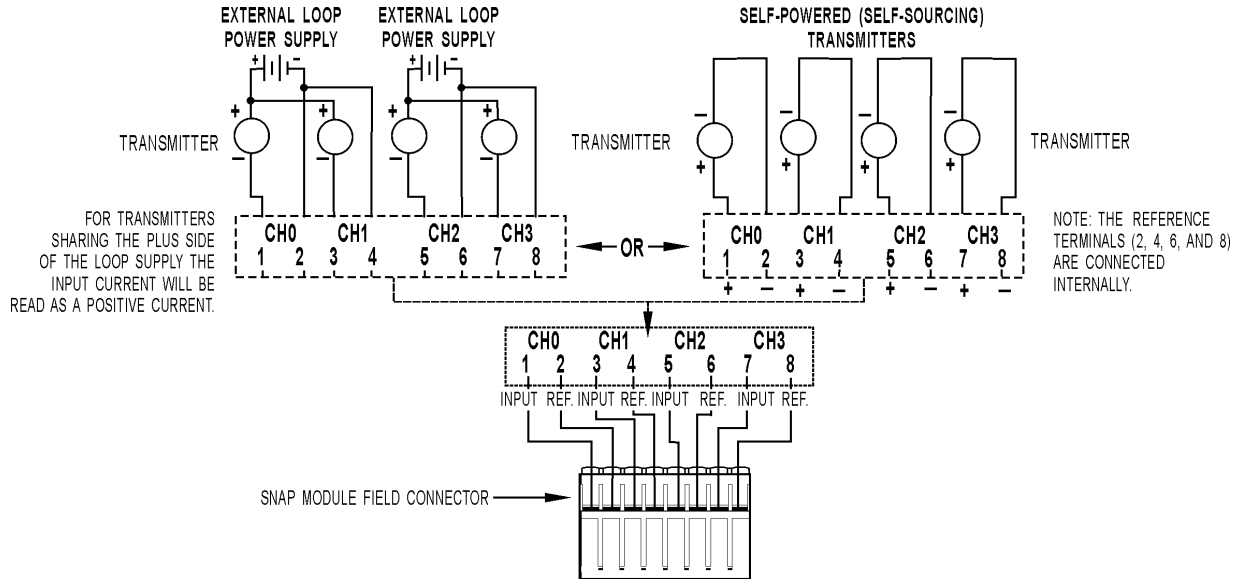 EXTERNAL LOOP
POWER SUPPLY
EXTERNAL LOOP
POWER SUPPLY
SELF-POWERED (SELF-SOURCING)
TRANSMITTERS
+ –
+ –
+ + + +
– – – –
TRANSMITTER
– – – –
+ + + +
TRANSMITTER
TRANSMITTER
FOR TRANSMITTERS
SHARING THE PLUS SIDE
OF THE LOOP SUPPLY THE
INPUT CURRENT WILL BE
READ AS A POSITIVE CURRENT.
CH0 CH1 CH2 CH3
1 2 3 4 5 6 7 8
OR
CH0 CH1 CH2 CH3
1 2 3 4 5 6 7 8
+ – + – + – + –
NOTE: THE REFERENCE
TERMINALS (2, 4, 6, AND 8)
ARE CONNECTED
INTERNALLY.
CH0 CH1 CH2 CH3
1 2 3 4 5 6 7 8
INPUT REF. INPUT REF. INPUT REF. INPUT REF.
SNAP MODULE FIELD CONNECTOR